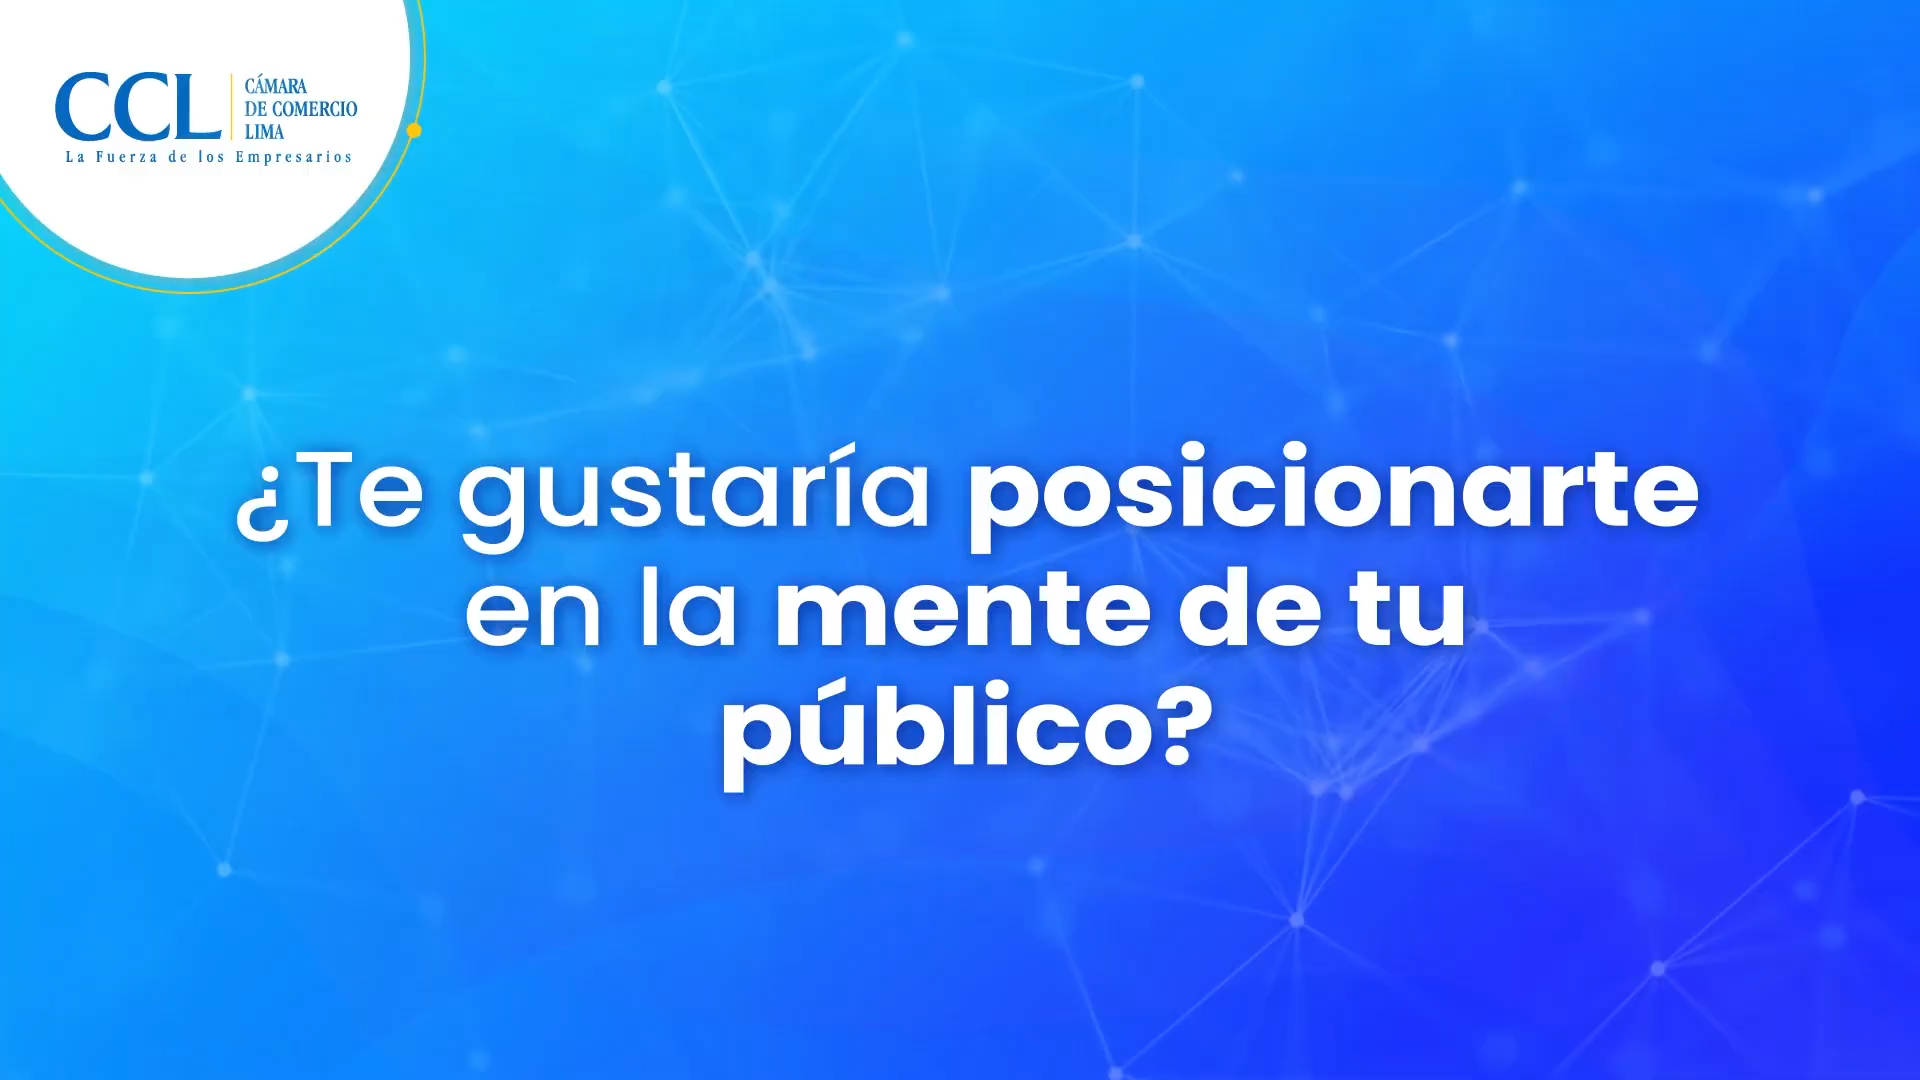 CCL
CÁMARA
DE COMERCIO
LIMA
La Fuerza de los Empresarios
¿Te gustaría posicionarte
en la mente de tu
público?